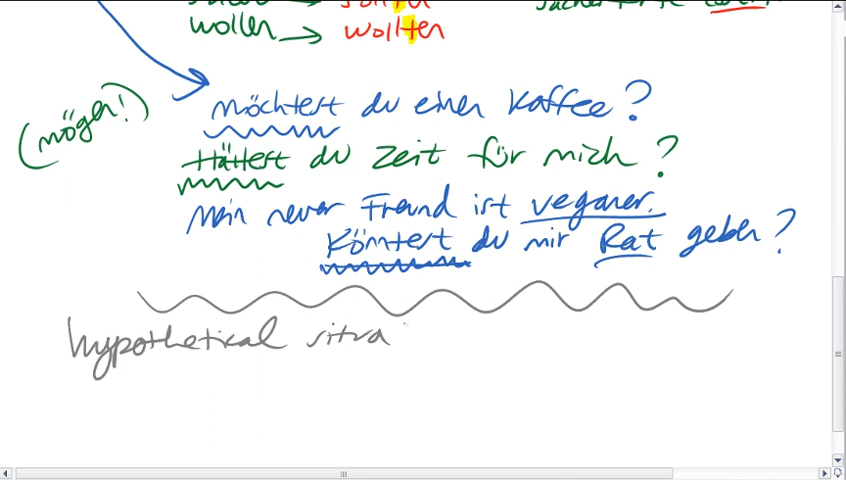 wollen → wollten
(mögen!)
möchtest du einen Kaffee?
Hättest du Zeit für mich?
Mein neuer Freund ist veganer.
Könntest du mir Rat geben?
hypothetical situa